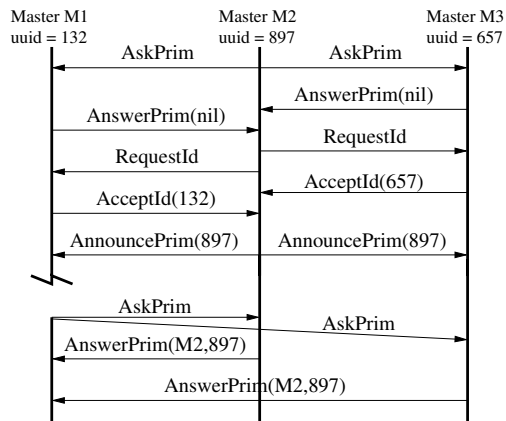 Master M1 Master M2 Master M3
uuid = 132 uuid = 897 uuid = 657
AskPrim AskPrim
AnswerPrim(nil)
AnswerPrim(nil)
RequestId
RequestId
AcceptId(657)
AcceptId(132)
AnnouncePrim(897) AnnouncePrim(897)
AskPrim
AskPrim
AnswerPrim(M2,897)
AnswerPrim(M2,897)